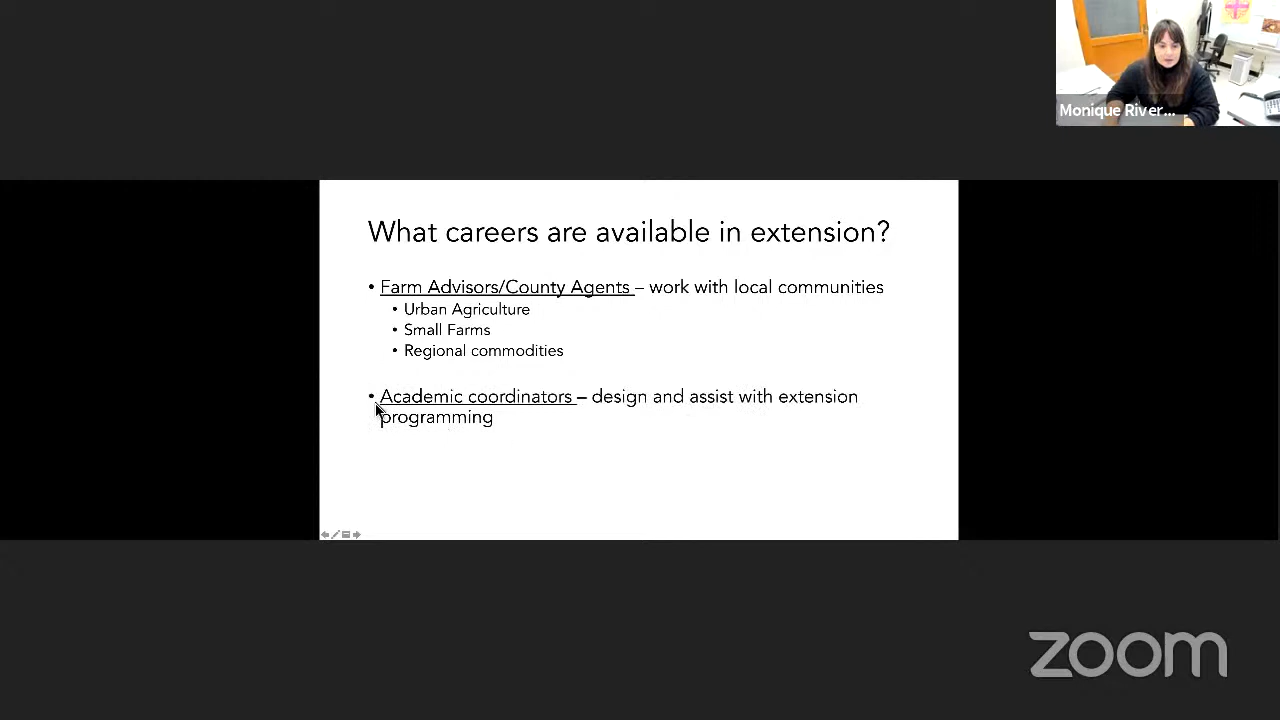 Monique River...
What careers are available in extension?
• Farm Advisors/County Agents – work with local communities
• Urban Agriculture
• Small Farms
• Regional commodities
• Academic coordinators – design and assist with extension
programming
zoom